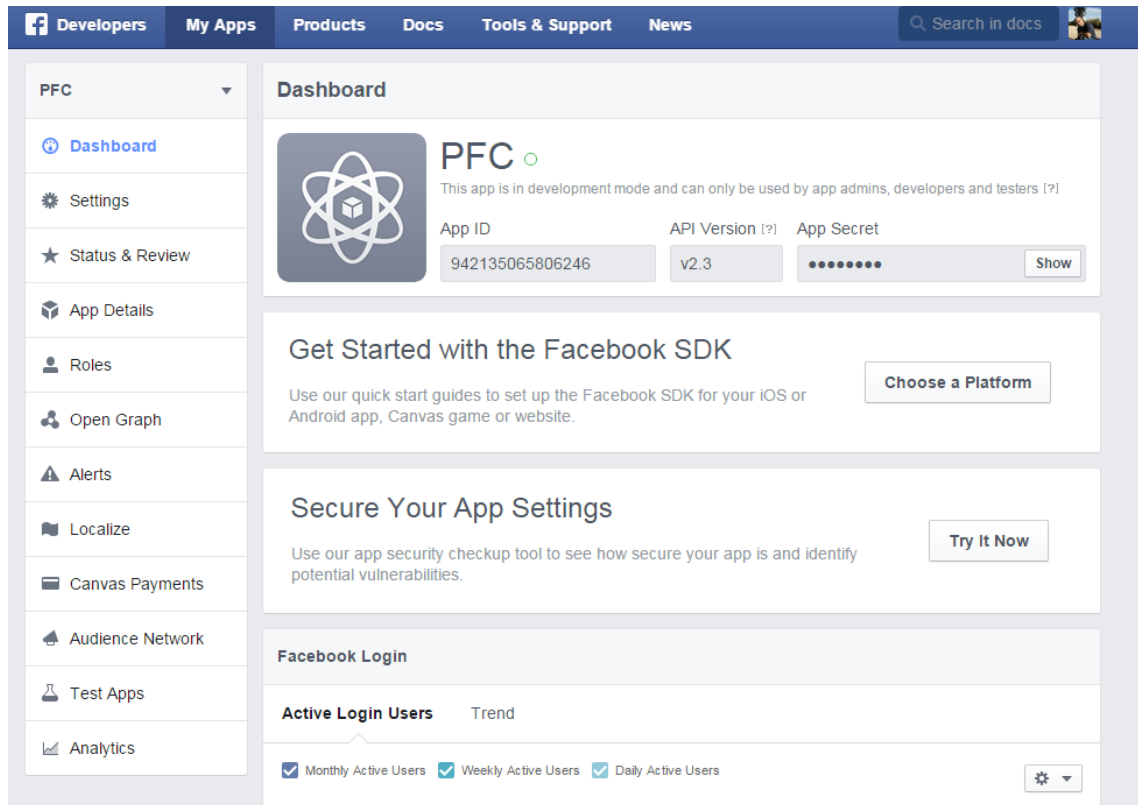 Developers My Apps Products Docs Tools & Support News Search in docs
PFC
Dashboard
Settings
Status & Review
App Details
Roles
Open Graph
Alerts
Localize
Canvas Payments
Audience Network
Test Apps
Analytics
Dashboard
PFC
This app is in development mode and can only be used by app admins, developers and testers [?]
App ID API Version [?] App Secret
942135065806246 v2.3 ●●●●●●●● Show
Get Started with the Facebook SDK
Use our quick start guides to set up the Facebook SDK for your iOS or
Android app, Canvas game or website.
Choose a Platform
Secure Your App Settings
Use our app security checkup tool to see how secure your app is and identify
potential vulnerabilities.
Try It Now
Facebook Login
Active Login Users Trend
Monthly Active Users Weekly Active Users Daily Active Users